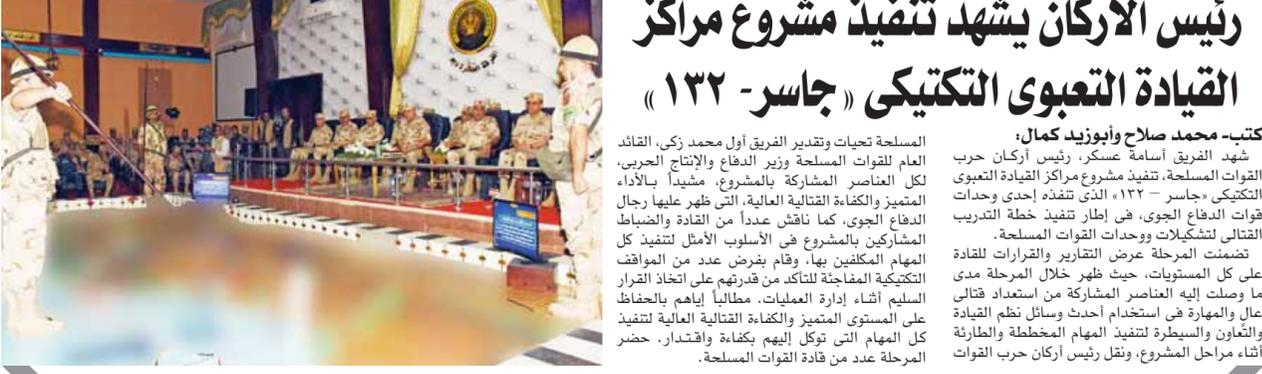 رئيس الأركان يشهد تنفيذ مشروع مراكز
القيادة التعبوى التكتيكى «جاسر- ١٣٢»
كتب- محمد صلاح وأبوزيد كمال:
شهد الفريق أسامة عسكر، رئيس أركان حرب
القوات المسلحة، تنفيذ مشروع مراكز القيادة التعبوى
التكتيكى «جاسر – ١٣٢» الذى تنفذه إحدى وحدات
قوات الدفاع الجوى، فى إطار تنفيذ خطة التدريب
القتالى لتشكيلات ووحدات القوات المسلحة.
تضمنت المرحلة عرض التقارير والقرارات للقادة
على كل المستويات، حيث ظهر خلال المرحلة مدى
ما وصلت إليه العناصر المشاركة من استعداد قتالى
عالٍ والمهارة فى استخدام أحدث وسائل نظم القيادة
والتعاون والسيطرة لتنفيذ المهام المخططة والطارئة
أثناء مراحل المشروع، ونقل رئيس أركان حرب القوات
المسلحة تحيات وتقدير الفريق أول محمد زكى، القائد
العام للقوات المسلحة وزير الدفاع والإنتاج الحربى،
لكل العناصر المشاركة بالمشروع، مشيداً بالأداء
المتميز والكفاءة القتالية العالية، التى ظهر عليها رجال
الدفاع الجوى، كما ناقش عدداً من القادة والضباط
المشاركين بالمشروع فى الأسلوب الأمثل لتنفيذ كل
المهام المكلفين بها، وقام بفرض عدد من المواقف
التكتيكية المفاجئة للتأكد من قدرتهم على اتخاذ القرار
السليم أثناء إدارة العمليات. مطالباً إياهم بالحفاظ
على المستوى المتميز والكفاءة القتالية العالية لتنفيذ
كل المهام التى توكل إليهم بكفاءة واقتدار. حضر
المرحلة عدد من قادة القوات المسلحة.